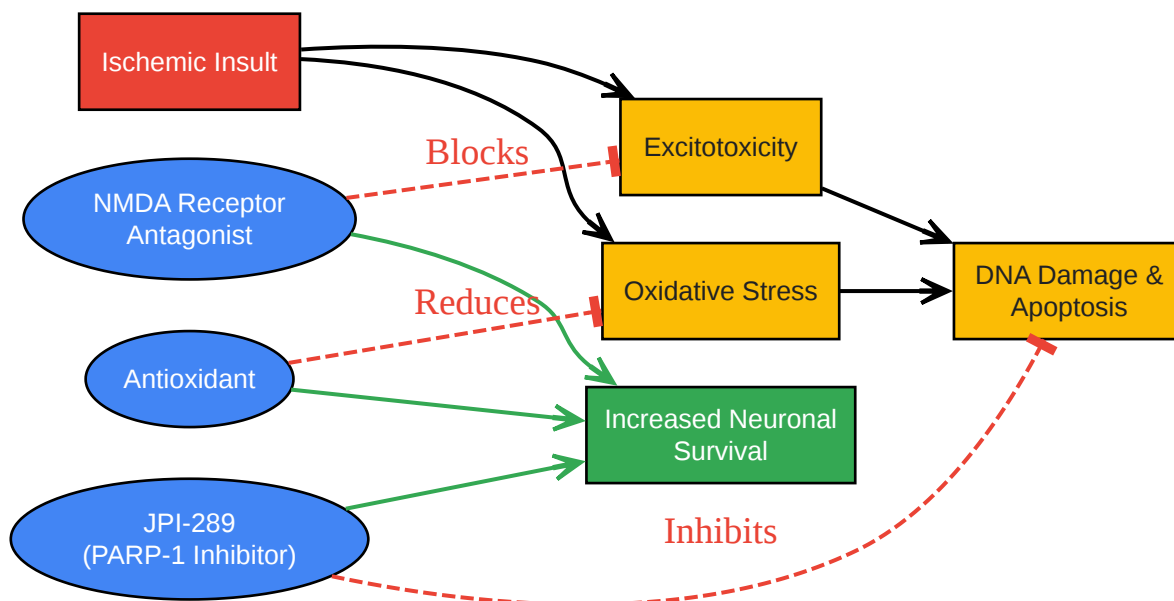 Ischemic Insult
Excitotoxicity
Blocks
NMDA Receptor
Antagonist
Oxidative Stress
DNA Damage &
Apoptosis
Reduces
Antioxidant
Increased Neuronal
Survival
JPI-289
(PARP-1 Inhibitor)
Inhibits